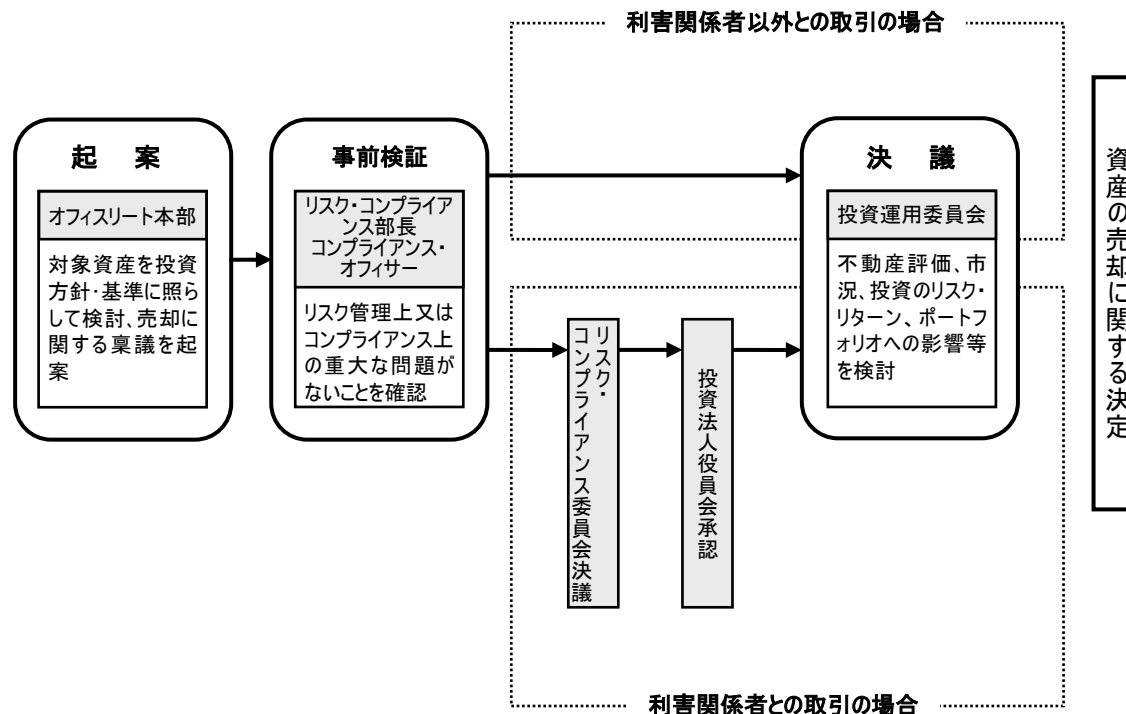 利害関係者以外との取引の場合
起　案
オフィスリート本部
対象資産を投資
方針・基準に照ら
して検討、売却に
関する稟議を起
案
事前検証
リスク・コンプライア
ンス部長
コンプライアンス・
オフィサー
リスク管理上又は
コンプライアンス上
の重大な問題が
ないことを確認
リスク・
コンプライアンス委員会決議
投資法人役員会承認
決　議
投資運用委員会
不動産評価、市
況、投資のリスク・
リターン、ポートフ
ォリオへの影響等
を検討
資産の売却に関する決定
利害関係者との取引の場合